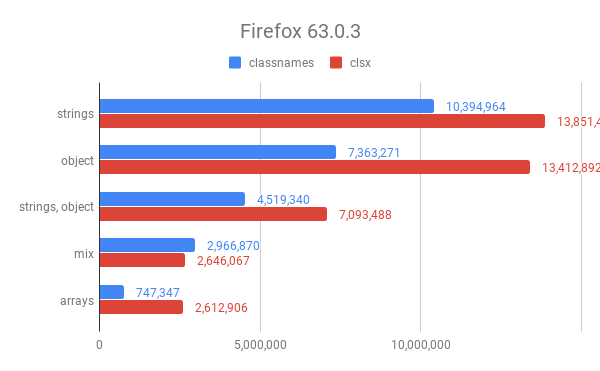 Firefox 63.0.3
classnames clsx
strings 10,394,964
13,851,4
object 7,363,271
13,412,892
strings, object 4,519,340
7,093,488
mix 2,966,870
2,646,067
arrays 747,347
2,612,906
0 5,000,000 10,000,000